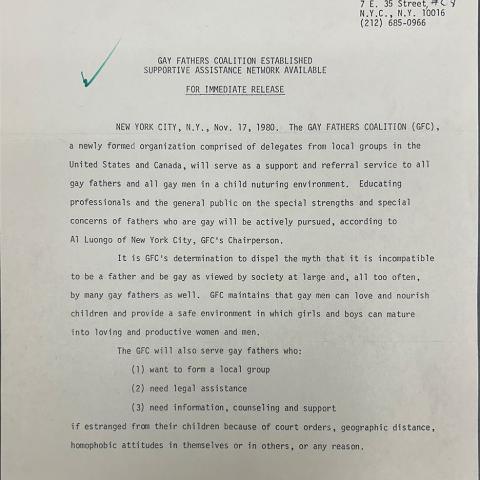 7 E. 35 Street,
N.Y.C., N.Y. 10016
(212) 685-0966
GAY FATHERS COALITION ESTABLISHED
SUPPORTIVE ASSISTANCE NETWORK AVAILABLE
FOR IMMEDIATE RELEASE
NEW YORK CITY, N.Y., Nov. 17, 1980. The GAY FATHERS COALITION (GFC),
a newly formed organization comprised of delegates from local groups in the
United States and Canada, will serve as a support and referral service to all
gay fathers and all gay men in a child nuturing environment. Educating
professionals and the general public on the special strengths and special
concerns of fathers who are gay will be actively pursued, according to
Al Luongo of New York City, GFC's Chairperson.
It is GFC's determination to dispel the myth that it is incompatible
to be a father and be gay as viewed by society at large and, all too often,
by many gay fathers as well. GFC maintains that gay men can love and nourish
children and provide a safe environment in which girls and boys can mature
into loving and productive women and men.
The GFC will also serve gay fathers who:
(1) want to form a local group
(2) need legal assistance
(3) need information, counseling and support
if estranged from their children because of court orders, geographic distance,
homophobic attitudes in themselves or in others, or any reason.